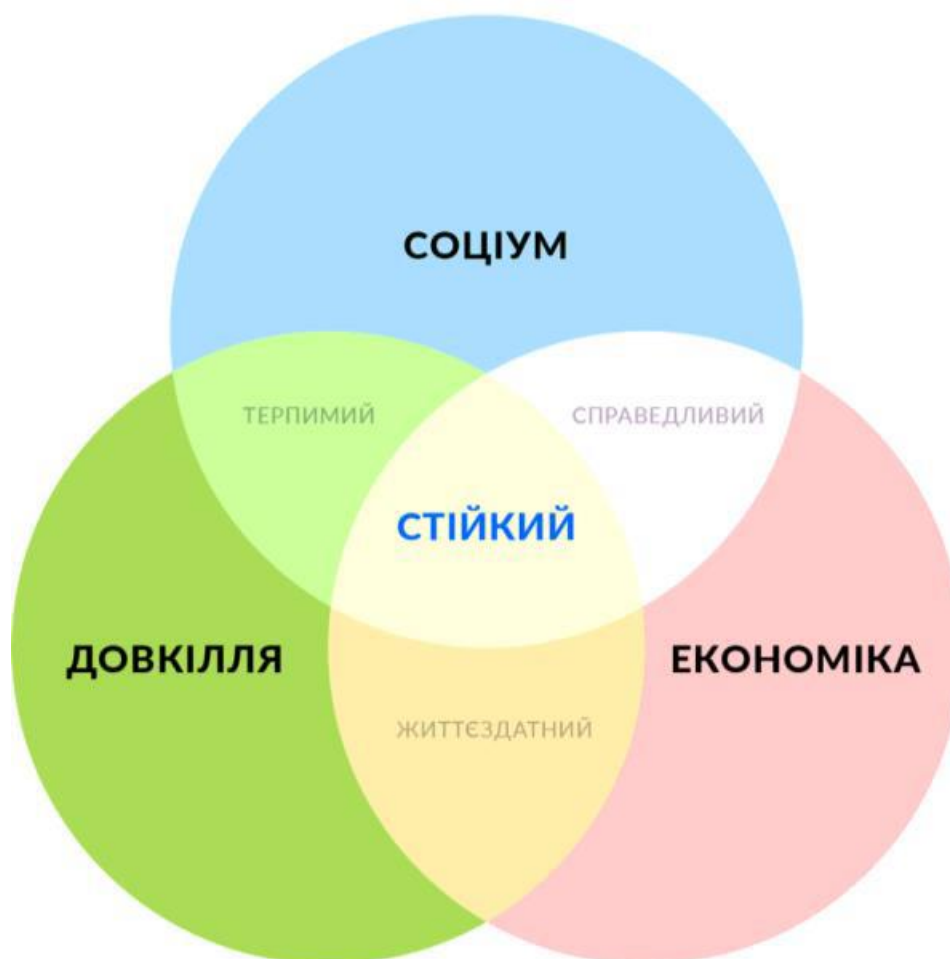 СОЦІУМ
ТЕРПИМИЙ
СПРАВЕДЛИВИЙ
СТІЙКИЙ
ДОВКІЛЛЯ
ЕКОНОМІКА
ЖИТТЄЗДАТНИЙ